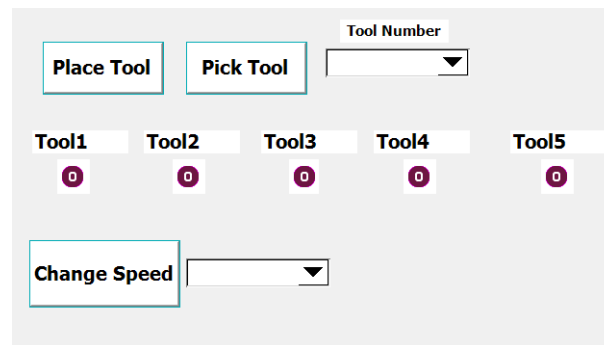 Tool Number
Place Tool Pick Tool
Tool1 Tool2 Tool3 Tool4 Tool5
0 0 0 0 0
Change Speed